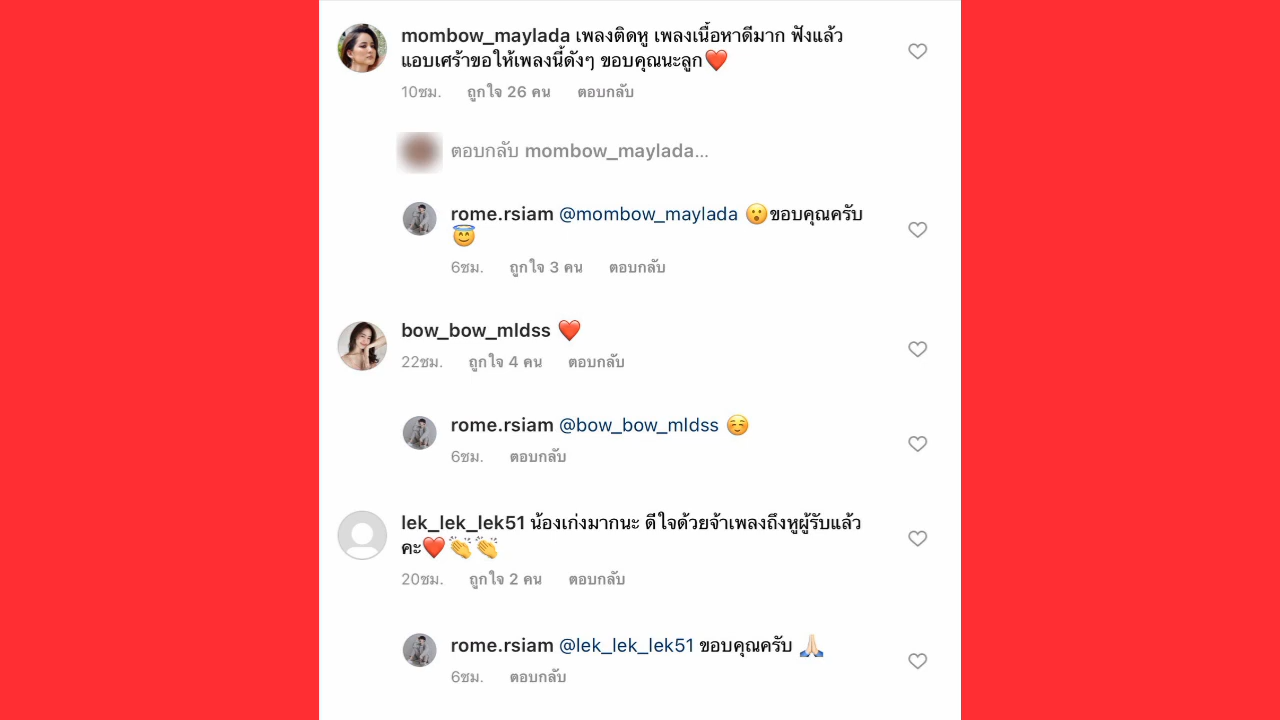 mombow_maylada เพลงติดหู เพลงเนื้อหาดีมาก ฟังแล้ว
แอบเศร้าขอให้เพลงนี้ดังๆ ขอบคุณนะลูก❤️
10ชม. ถูกใจ 26 คน ตอบกลับ
ตอบกลับ mombow_maylada...
rome.rsiam @mombow_maylada 😮ขอบคุณครับ
😇
6ชม. ถูกใจ 3 คน ตอบกลับ
bow_bow_mldss ❤️
22ชม. ถูกใจ 4 คน ตอบกลับ
rome.rsiam @bow_bow_mldss ☺️
6ชม. ตอบกลับ
lek_lek_lek51 น้องเก่งมากนะ ดีใจด้วยจ้าเพลงถึงหูผู้รับแล้ว
คะ❤️👏👏
20ชม. ถูกใจ 2 คน ตอบกลับ
rome.rsiam @lek_lek_lek51 ขอบคุณครับ 🙏🏻
6ชม. ตอบกลับ